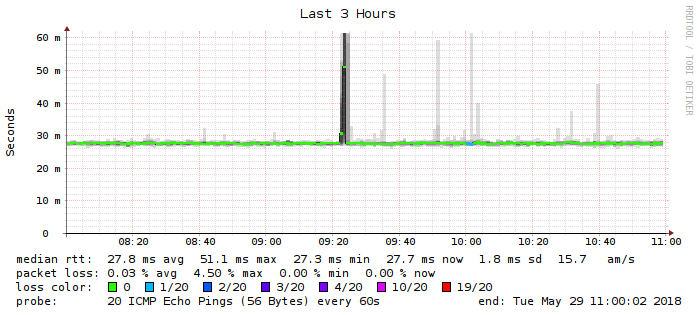 Last 3 Hours
RRDTOOL / TOBI OETIKER
Seconds
60 m
50 m
40 m
30 m
20 m
10 m
0
08:20 08:40 09:00 09:20 09:40 10:00 10:20 10:40 11:00
median rtt: 27.8 ms avg 51.1 ms max 27.3 ms min 27.7 ms now 1.8 ms sd 15.7 am/s
packet loss: 0.03 % avg 4.50 % max 0.00 % min 0.00 % now
loss color: 0 1/20 2/20 3/20 4/20 10/20 19/20
probe: 20 ICMP Echo Pings (56 Bytes) every 60s end: Tue May 29 11:00:02 2018